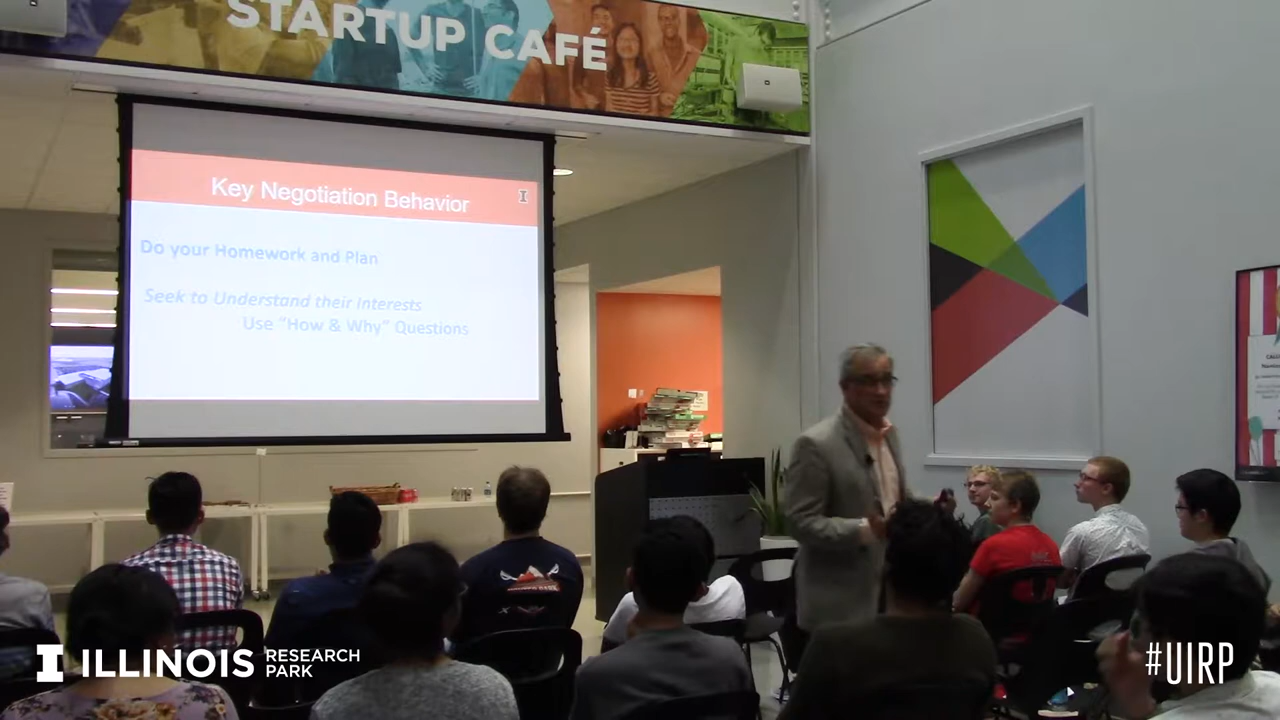 STARTUP CAFÉ
Key Negotiation Behavior
I
Do your Homework and Plan
Seek to Understand their Interests
Use “How & Why” Questions
I ILLINOIS RESEARCH
PARK
#UIRP